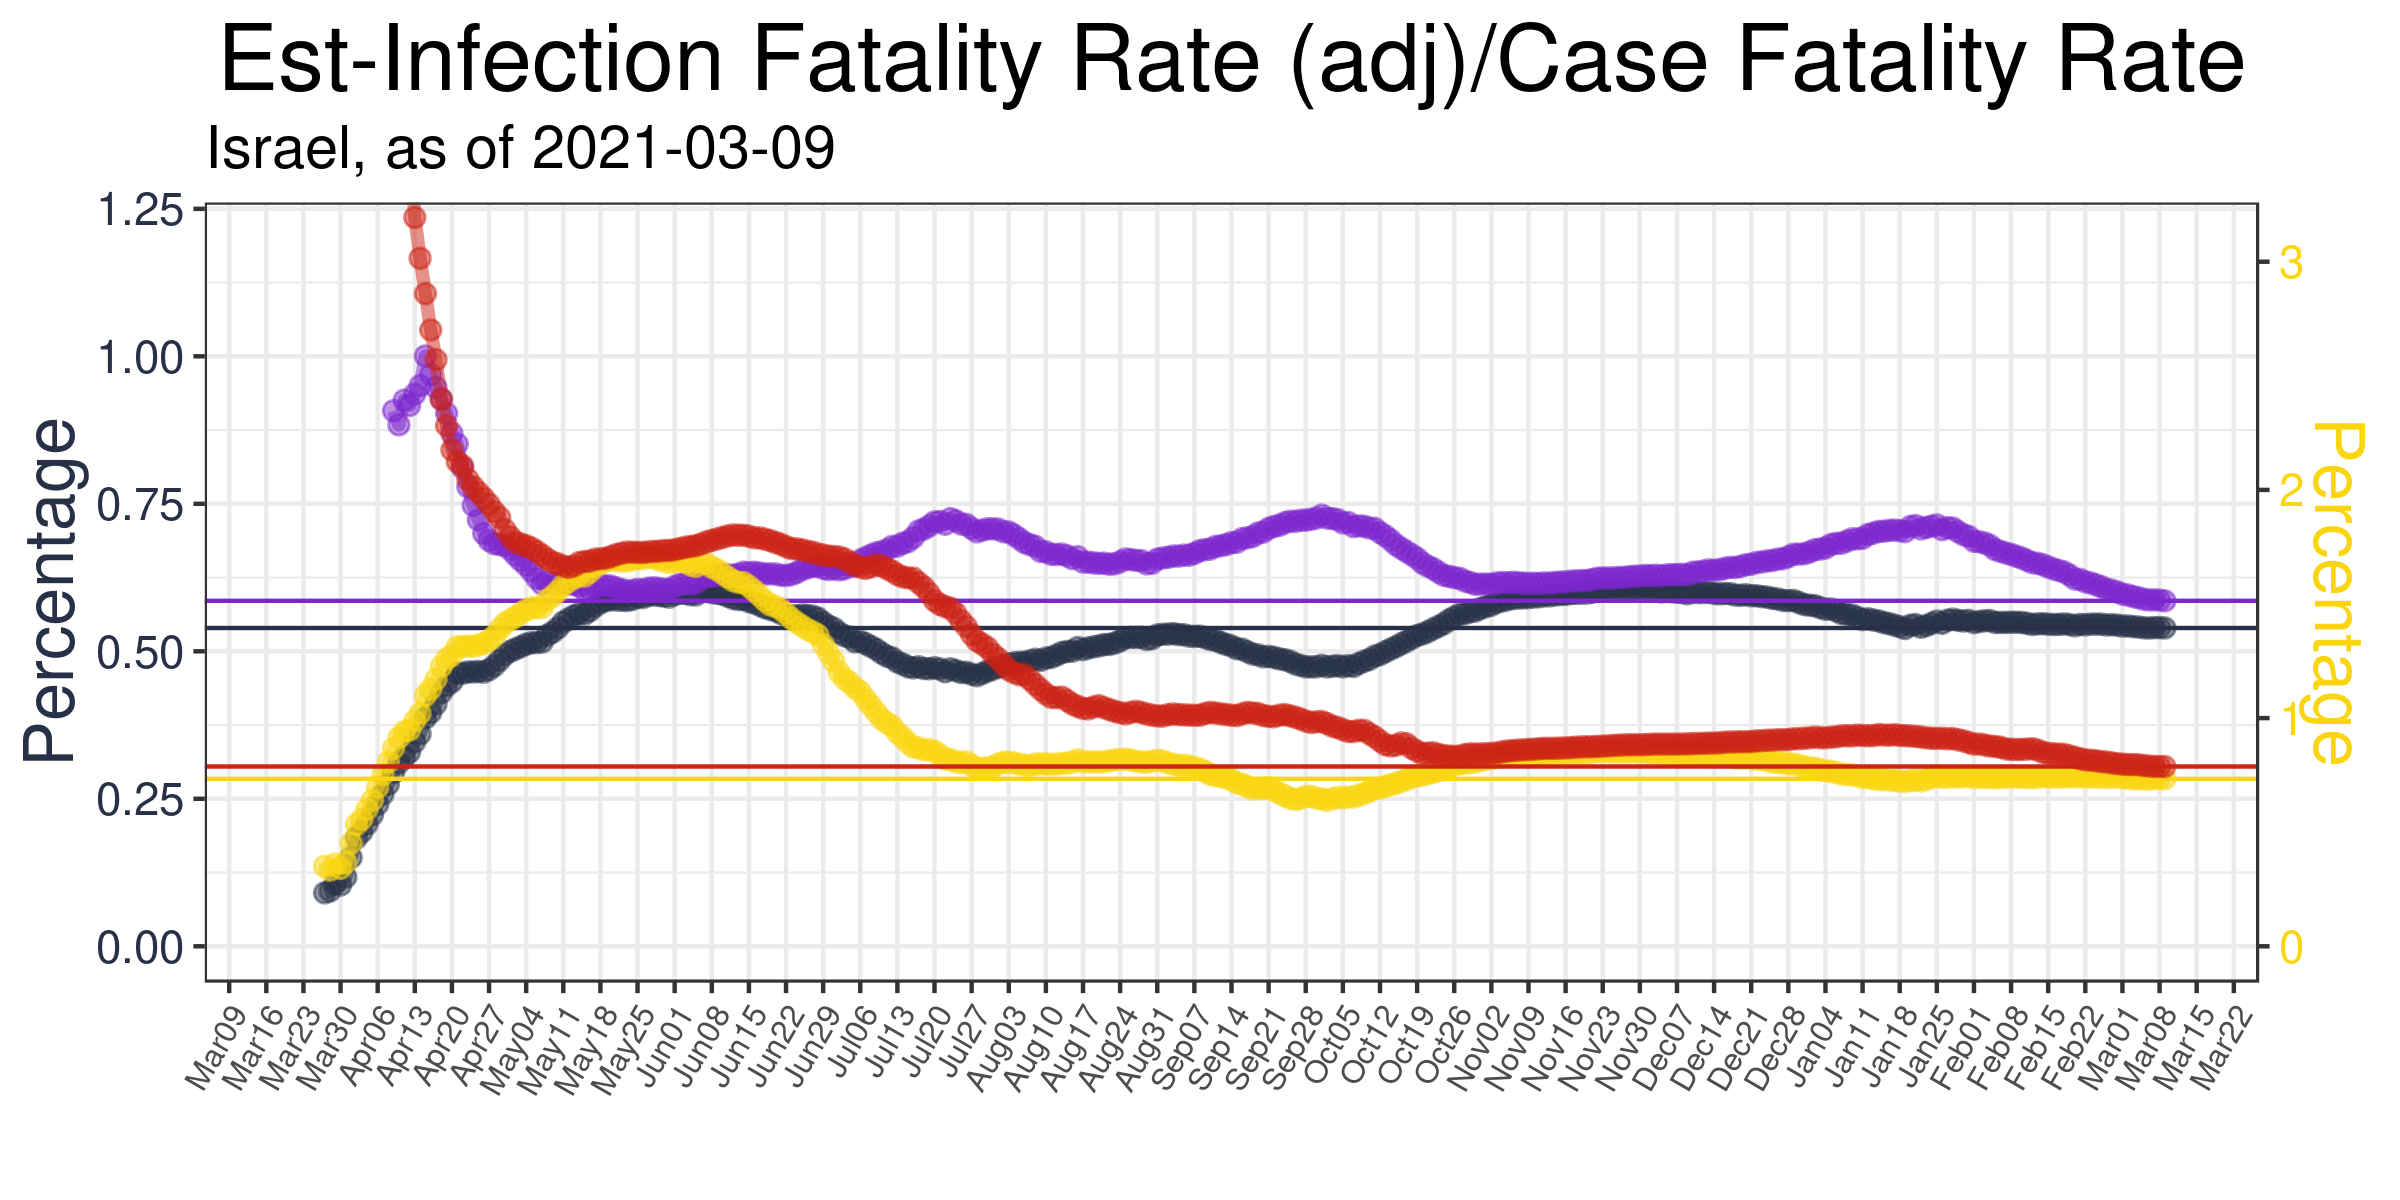 Est-Infection Fatality Rate (adj)/Case Fatality Rate
Israel, as of 2021-03-09
Percentage
1.25
1.00
0.75
0.50
0.25
0.00
3
2
1
0
Percentage
Mar09
Mar16
Mar23
Mar30
Apr06
Apr13
Apr20
Apr27
May04
May11
May18
May25
Jun01
Jun08
Jun15
Jun22
Jun29
Jul06
Jul13
Jul20
Jul27
Aug03
Aug10
Aug17
Aug24
Aug31
Sep07
Sep14
Sep21
Sep28
Oct05
Oct12
Oct19
Oct26
Nov02
Nov09
Nov16
Nov23
Nov30
Dec07
Dec14
Dec21
Dec28
Jan04
Jan11
Jan18
Jan25
Feb01
Feb08
Feb15
Feb22
Mar01
Mar08
Mar15
Mar22